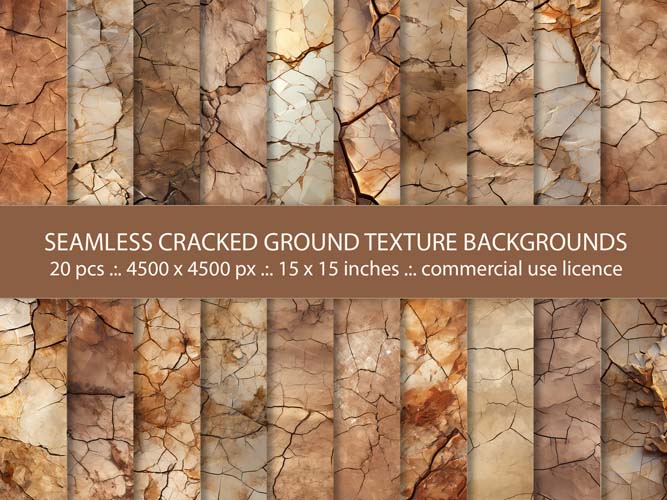 SEAMLESS CRACKED GROUND TEXTURE BACKGROUNDS
20 pcs .:. 4500 x 4500 px .:. 15 x 15 inches .:. commercial use licence